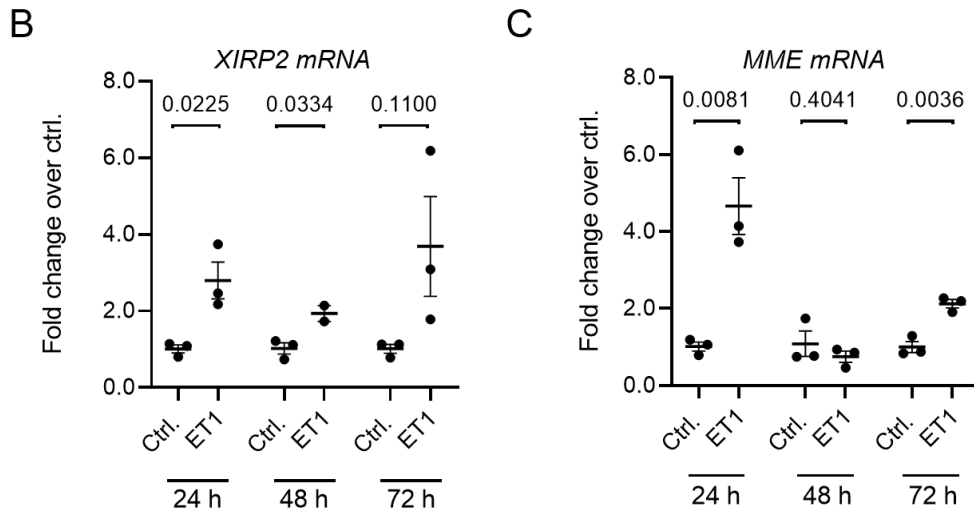 B
XIRP2 mRNA
Fold change over ctrl.
8.0
6.0
4.0
2.0
0.0
0.0225 0.0334 0.1100
Ctrl. ET1 Ctrl. ET1 Ctrl. ET1
24 h 48 h 72 h
C
MME mRNA
Fold change over ctrl.
8.0
6.0
4.0
2.0
0.0
0.0081 0.4041 0.0036
Ctrl. ET1 Ctrl. ET1 Ctrl. ET1
24 h 48 h 72 h